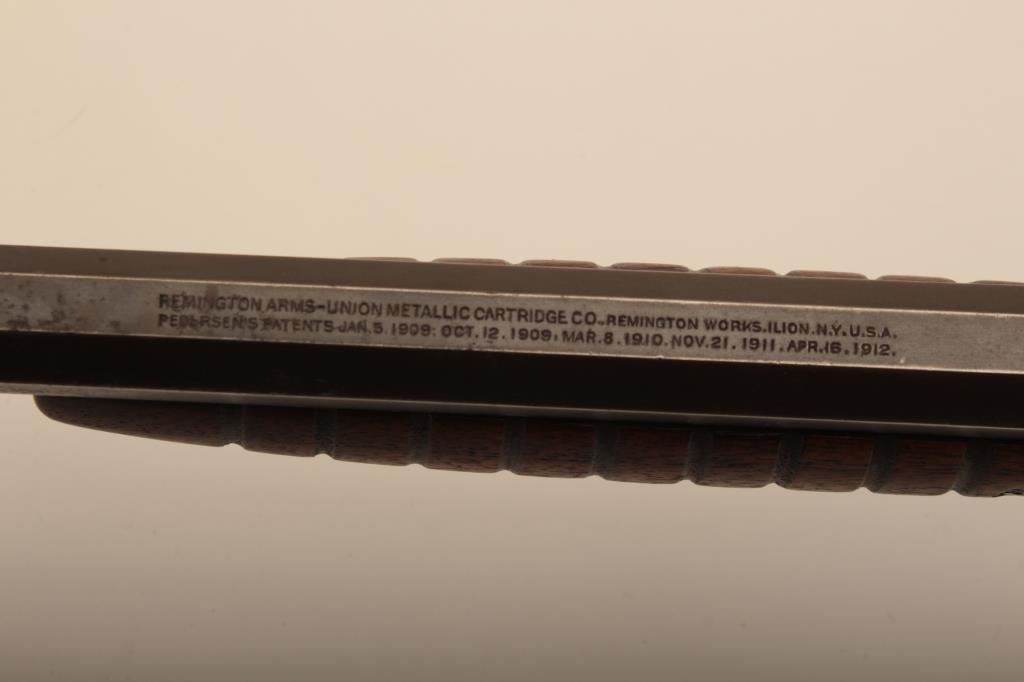 REMINGTON ARMS-UNION METALLIC CARTRIDGE CO. REMINGTON WORKS. ILION. N.Y. U.S.A.
PEDERSEN'S PATENTS JAN. 5. 1909. OCT. 12. 1909. MAR. 8. 1910. NOV. 21. 1911. APR. 16. 1912.